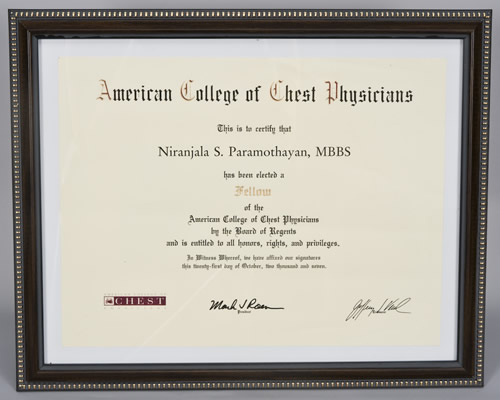 American College of Chest Physicians
This is to certify that
Niranjala S. Paramothayan, MBBS
has been elected a
Fellow
of the
American College of Chest Physicians
by the Board of Regents
and is entitled to all honors, rights, and privileges.
In Witness Whereof, we have affixed our signatures
this twenty-first day of October, two thousand and seven.
CHEST
President